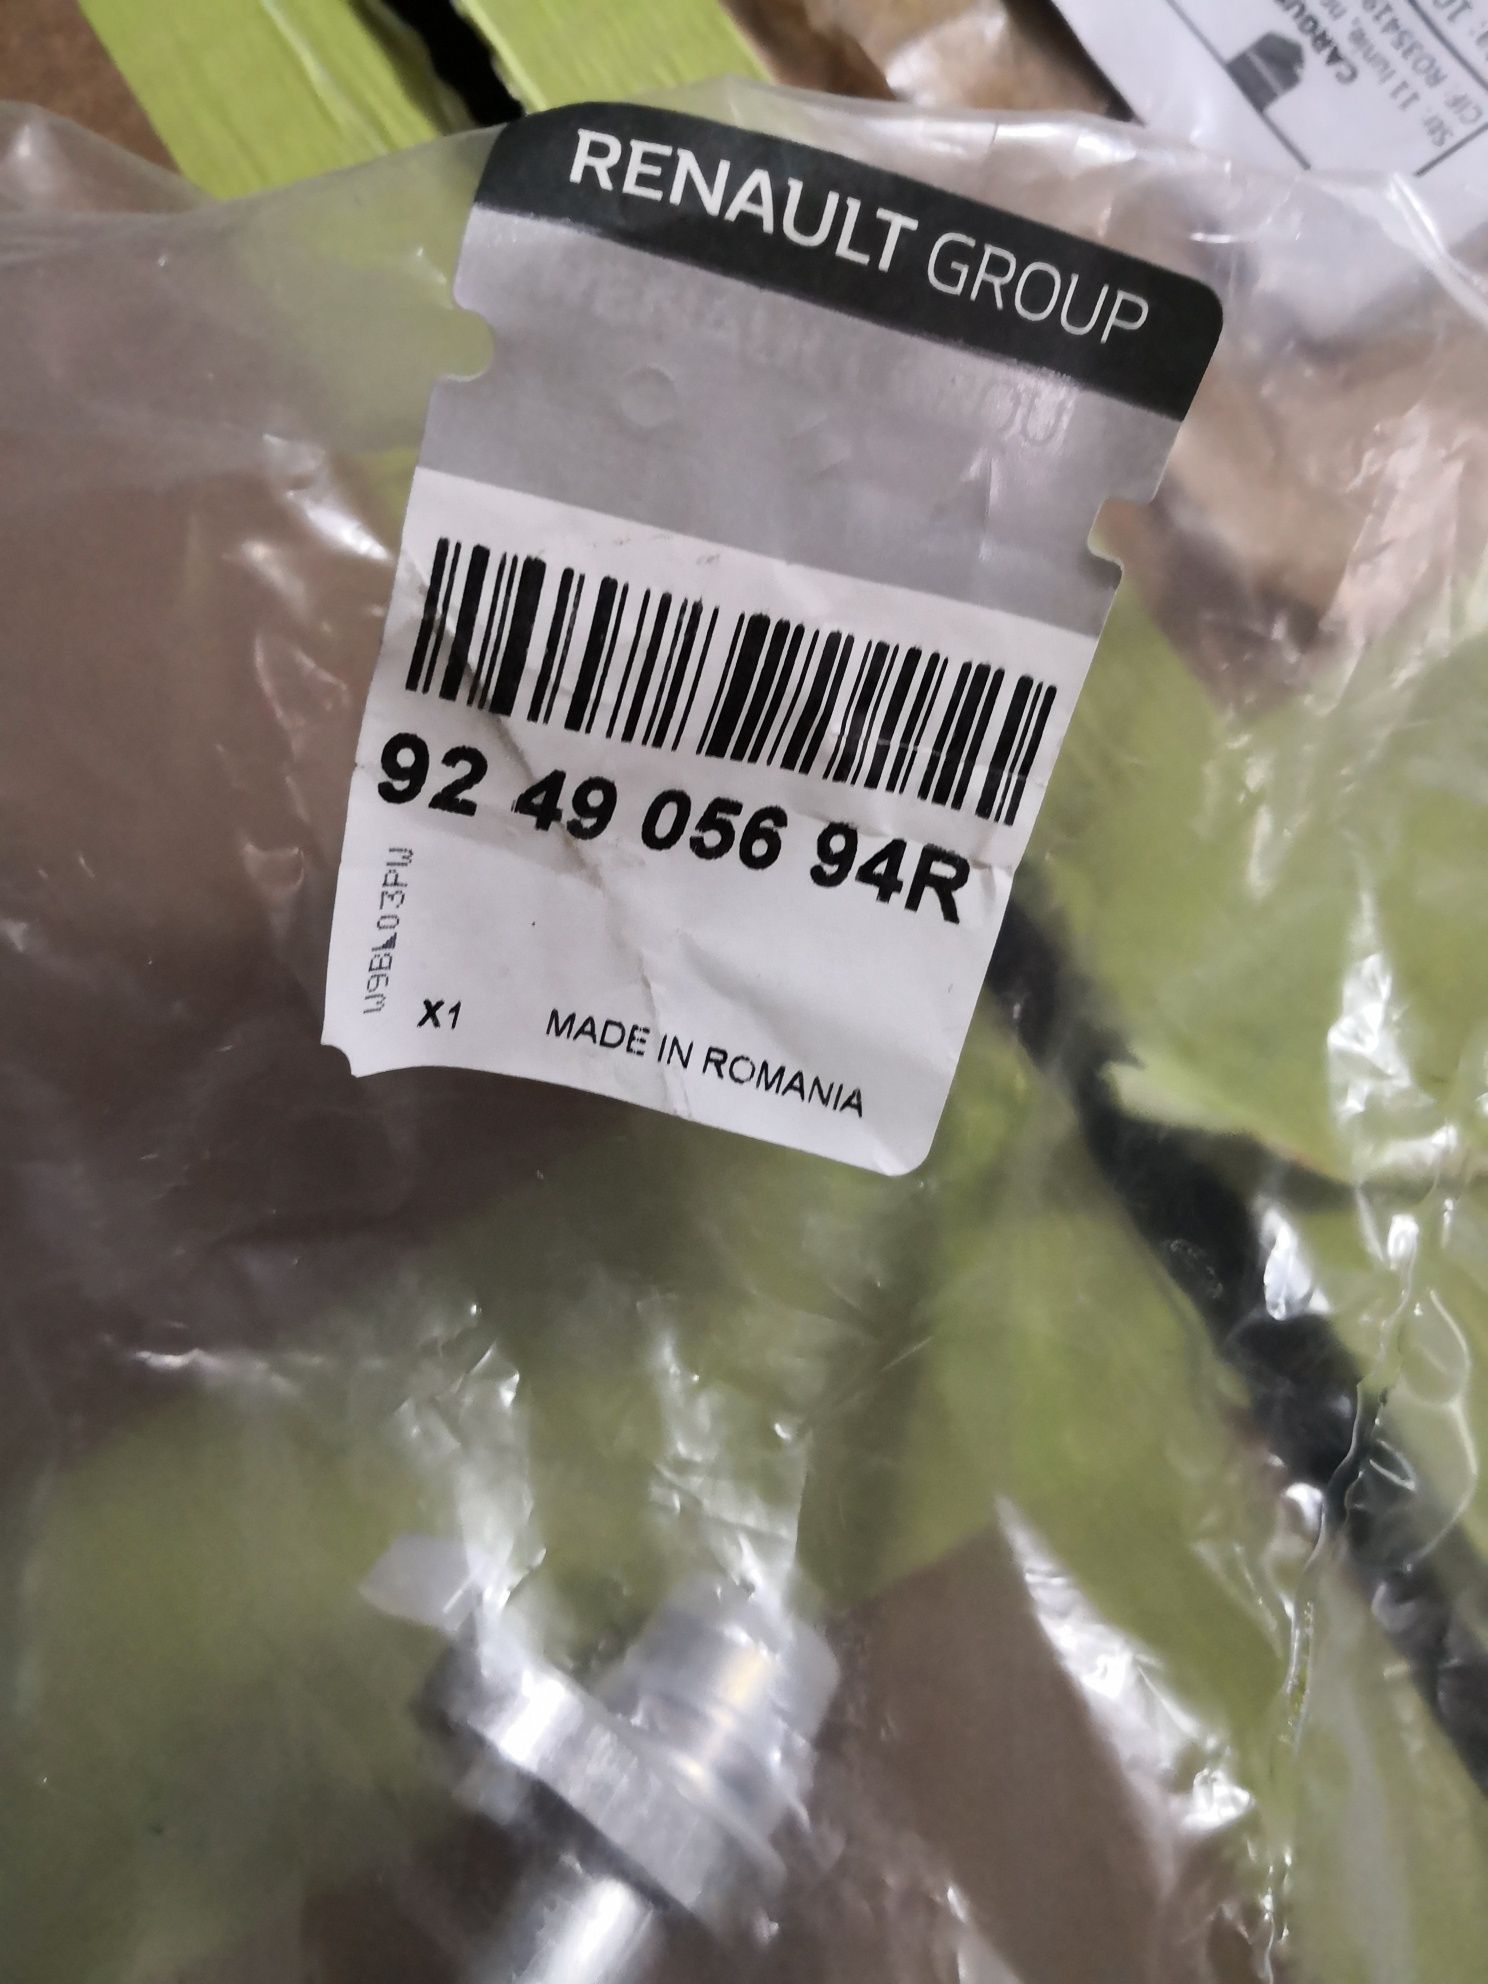 RENAULT GROUP
92 49 056 94R
W9BL03PW
X1 MADE IN ROMANIA